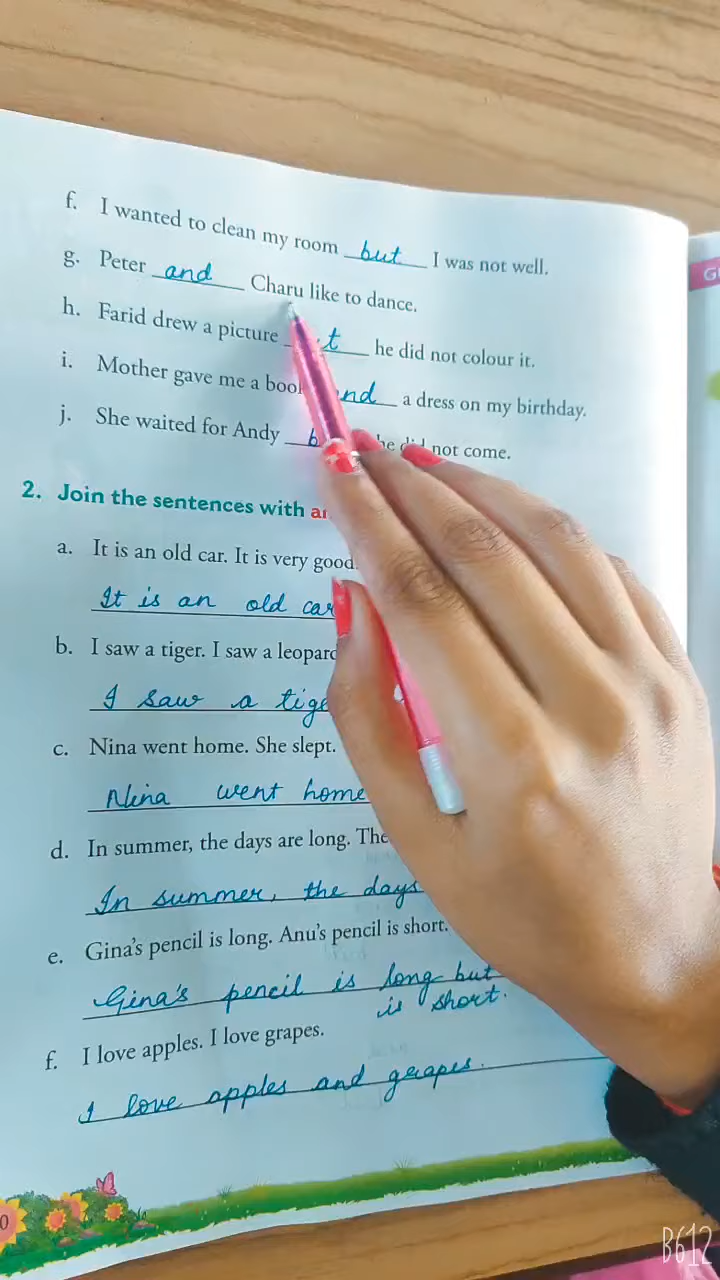 f. I wanted to clean my room but I was not well.
g. Peter and Charu like to dance.
h. Farid drew a picture he did not colour it.
i. Mother gave me a a dress on my birthday.
j. She waited for Andy not come.
2. Join the sentences with
a. It is an old car. It is very good.
It is an old
b. I saw a tiger. I saw a
I saw a
c. Nina went home. She slept.
Nina went home
d. In summer, the days are long.
In summer, the days
e. Gina's pencil is long. Anu's pencil is short.
Gina's pencil is long but
is short.
f. I love apples. I love grapes.
I love apples and grapes.
B612